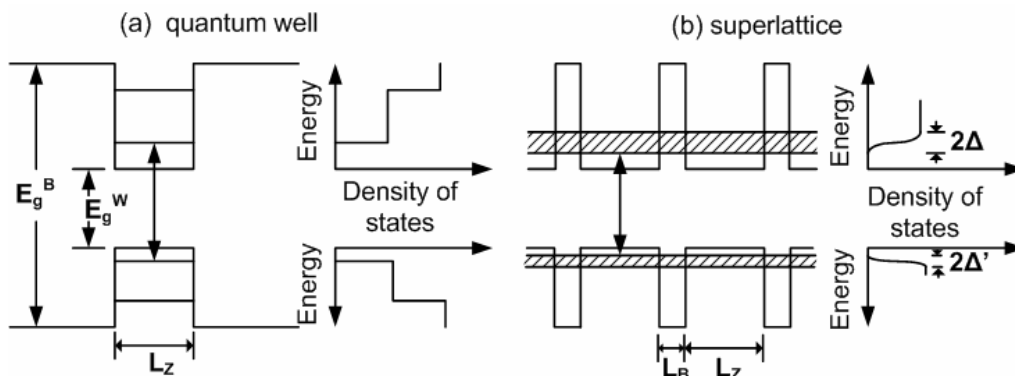 (a) quantum well
(b) superlattice
Energy
Density of
states
Energy
E_g^B
E_g^W
L_Z
Energy
2Δ
Density of
states
Energy
2Δ'
L_B
L_Z